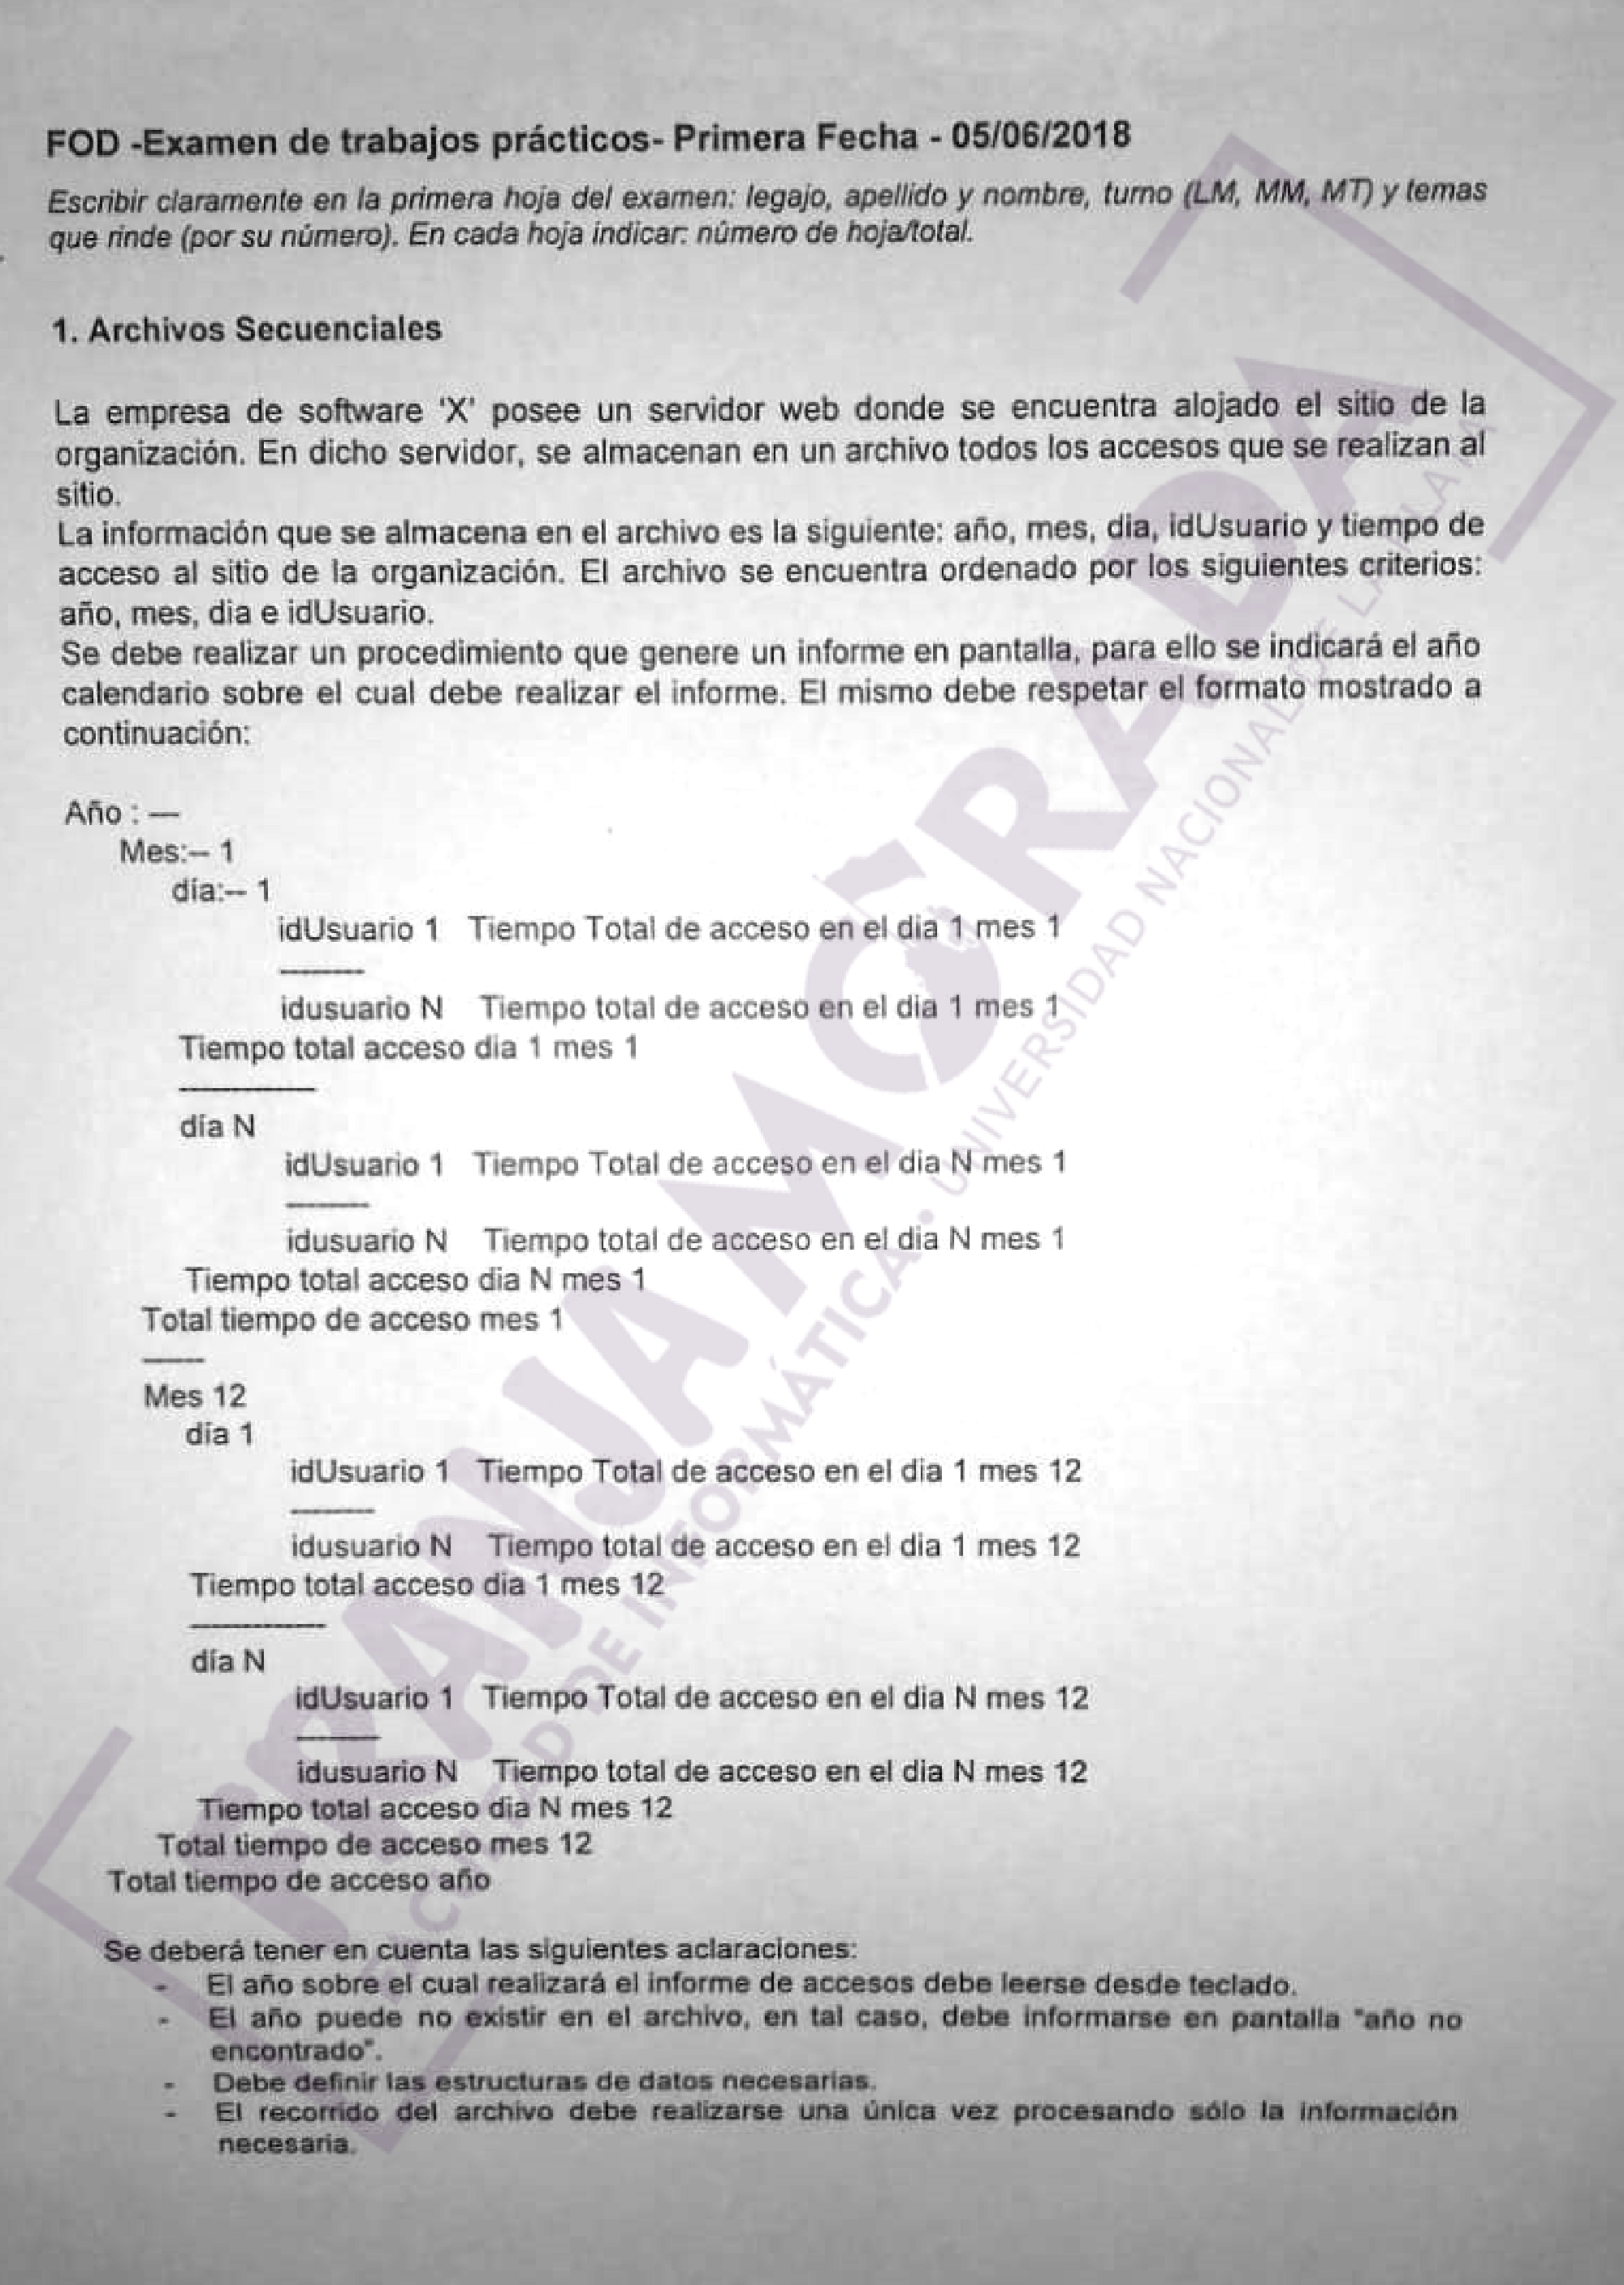 FOD -Examen de trabajos prácticos- Primera Fecha - 05/06/2018
Escribir claramente en la primera hoja del examen: legajo, apellido y nombre, turno (LM, MM, MT) y temas
que rinde (por su número). En cada hoja indicar: número de hoja/total.
1. Archivos Secuenciales
La empresa de software 'X' posee un servidor web donde se encuentra alojado el sitio de la
organización. En dicho servidor, se almacenan en un archivo todos los accesos que se realizan al
sitio.
La información que se almacena en el archivo es la siguiente: año, mes, dia, idUsuario y tiempo de
acceso al sitio de la organización. El archivo se encuentra ordenado por los siguientes criterios:
año, mes, dia e idUsuario.
Se debe realizar un procedimiento que genere un informe en pantalla, para ello se indicará el año
calendario sobre el cual debe realizar el informe. El mismo debe respetar el formato mostrado a
continuación:
Año : ---
Mes:-- 1
día:-- 1
idUsuario 1 Tiempo Total de acceso en el dia 1 mes 1
--------
idusuario N Tiempo total de acceso en el dia 1 mes 1
Tiempo total acceso dia 1 mes 1
-------------
día N
idUsuario 1 Tiempo Total de acceso en el dia N mes 1
--------
idusuario N Tiempo total de acceso en el dia N mes 1
Tiempo total acceso dia N mes 1
Total tiempo de acceso mes 1
------
Mes 12
día 1
idUsuario 1 Tiempo Total de acceso en el dia 1 mes 12
--------
idusuario N Tiempo total de acceso en el dia 1 mes 12
Tiempo total acceso dia 1 mes 12
-------------
día N
idUsuario 1 Tiempo Total de acceso en el dia N mes 12
--------
idusuario N Tiempo total de acceso en el dia N mes 12
Tiempo total acceso dia N mes 12
Total tiempo de acceso mes 12
Total tiempo de acceso año
Se deberá tener en cuenta las siguientes aclaraciones:
- El año sobre el cual realizará el informe de accesos debe leerse desde teclado.
- El año puede no existir en el archivo, en tal caso, debe informarse en pantalla "año no
encontrado".
- Debe definir las estructuras de datos necesarias.
- El recorrido del archivo debe realizarse una única vez procesando sólo la información
necesaria.
FRANJA MORADA
FACULTAD DE INFORMÁTICA • UNIVERSIDAD NACIONAL DE LA PLATA